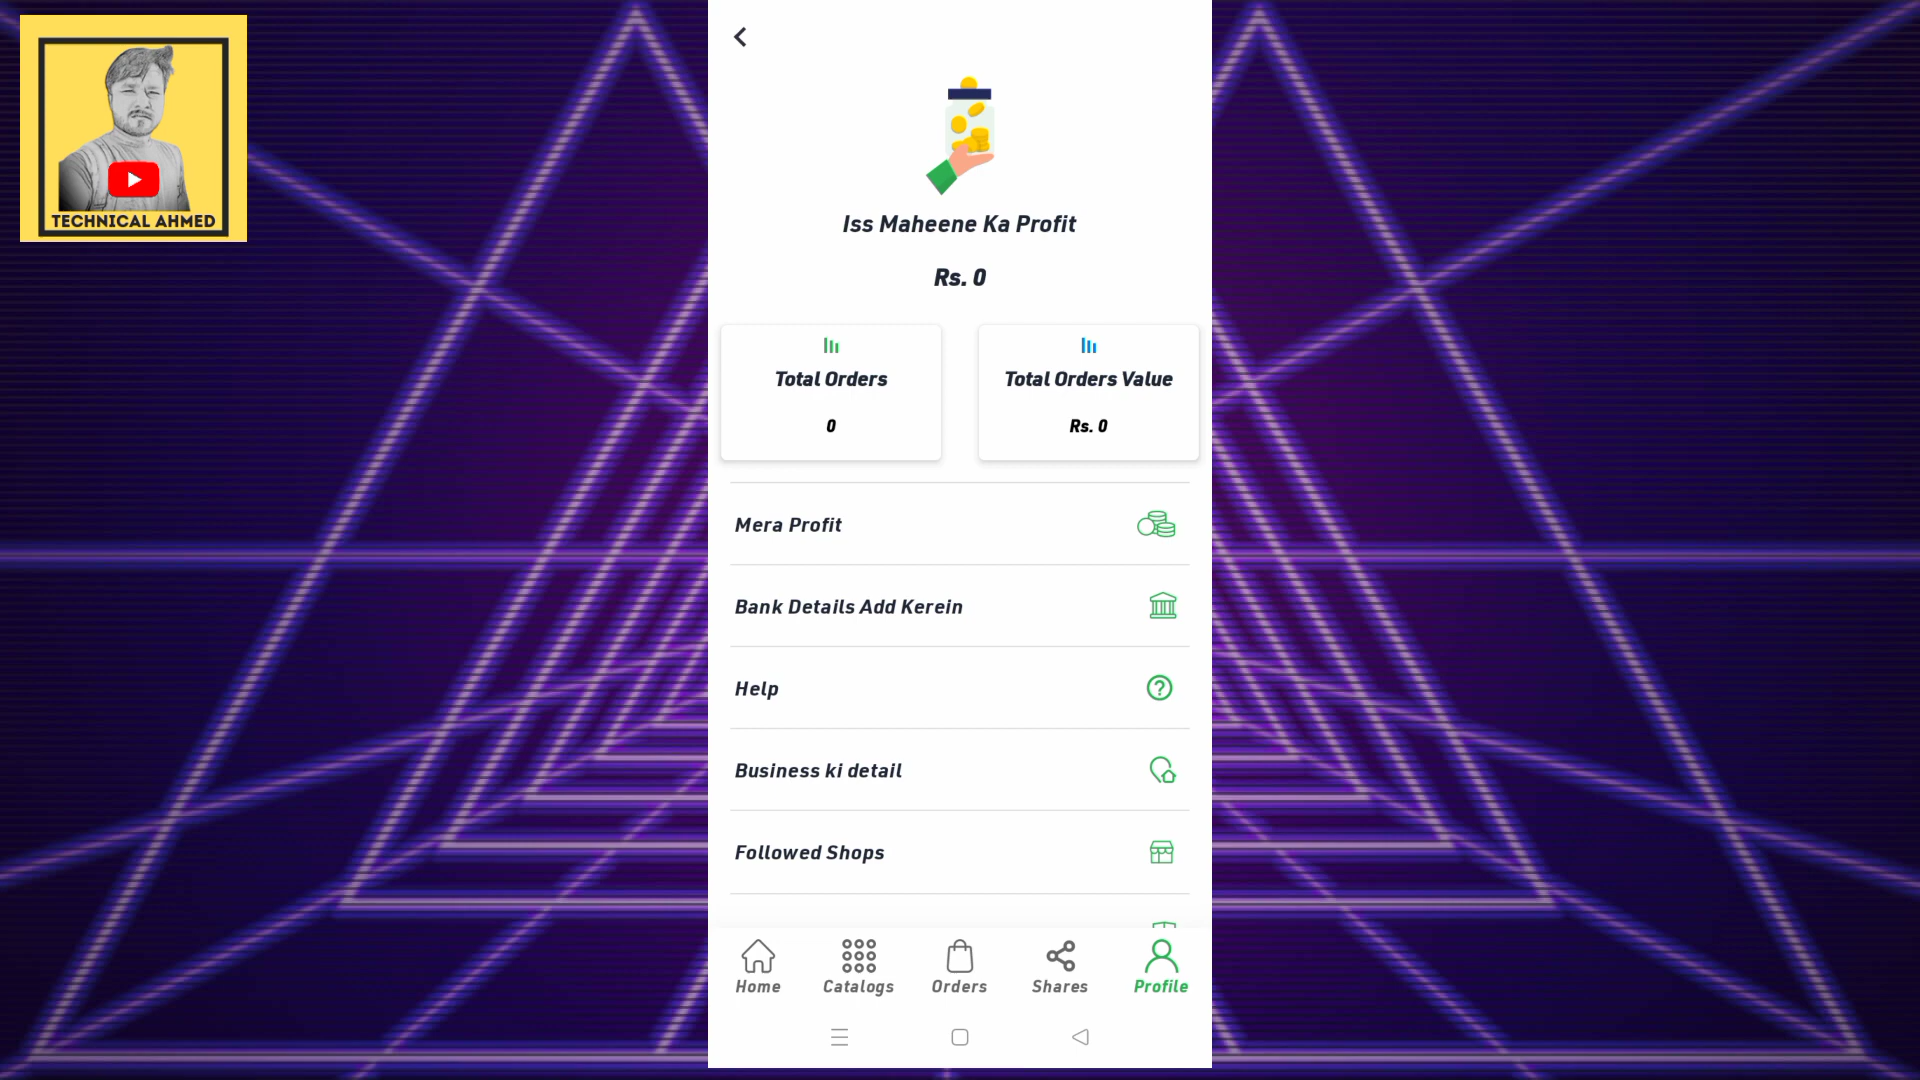 TECHNICAL AHMED
Iss Maheene Ka Profit
Rs. 0
Total Orders
0
Total Orders Value
Rs. 0
Mera Profit
Bank Details Add Kerein
Help
Business ki detail
Followed Shops
Home
Catalogs
Orders
Shares
Profile